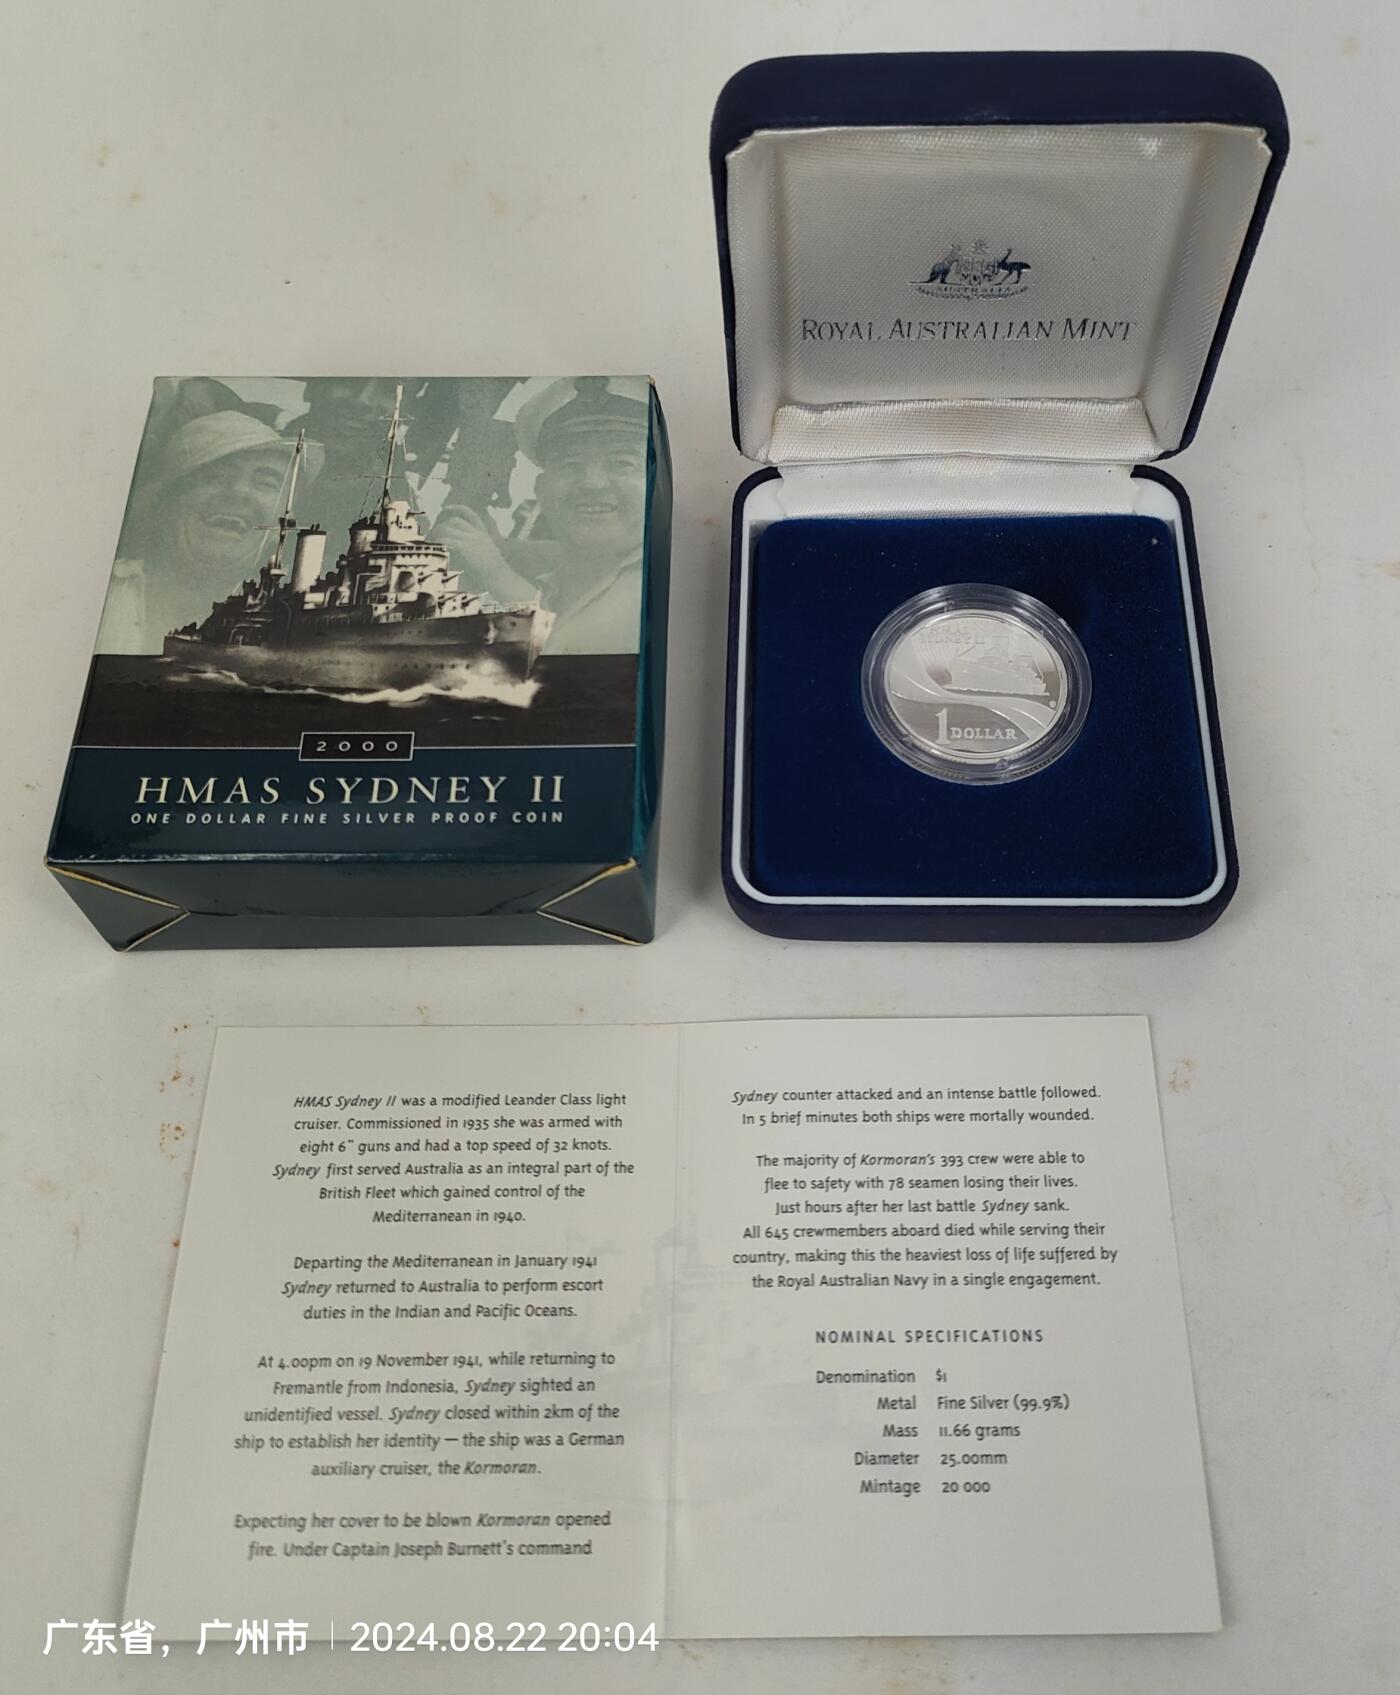 AUSTRALIA
ROYAL AUSTRALIAN MINT
2000
HMAS SYDNEY II
ONE DOLLAR FINE SILVER PROOF COIN
HMAS
SYDNEY II
1 DOLLAR
HMAS Sydney II was a modified Leander Class light
cruiser. Commissioned in 1935 she was armed with
eight 6" guns and had a top speed of 32 knots.
Sydney first served Australia as an integral part of the
British Fleet which gained control of the
Mediterranean in 1940.
Departing the Mediterranean in January 1941
Sydney returned to Australia to perform escort
duties in the Indian and Pacific Oceans.
At 4.00pm on 19 November 1941, while returning to
Fremantle from Indonesia, Sydney sighted an
unidentified vessel. Sydney closed within 2km of the
ship to establish her identity — the ship was a German
auxiliary cruiser, the Kormoran.
Expecting her cover to be blown Kormoran opened
fire. Under Captain Joseph Burnett's command
Sydney counter attacked and an intense battle followed.
In 5 brief minutes both ships were mortally wounded.
The majority of Kormoran's 393 crew were able to
flee to safety with 78 seamen losing their lives.
Just hours after her last battle Sydney sank.
All 645 crewmembers aboard died while serving their
country, making this the heaviest loss of life suffered by
the Royal Australian Navy in a single engagement.
NOMINAL SPECIFICATIONS
Denomination $1
Metal Fine Silver (99.9%)
Mass 11.66 grams
Diameter 25.00mm
Mintage 20 000
广东省，广州市 | 2024.08.22 20:04